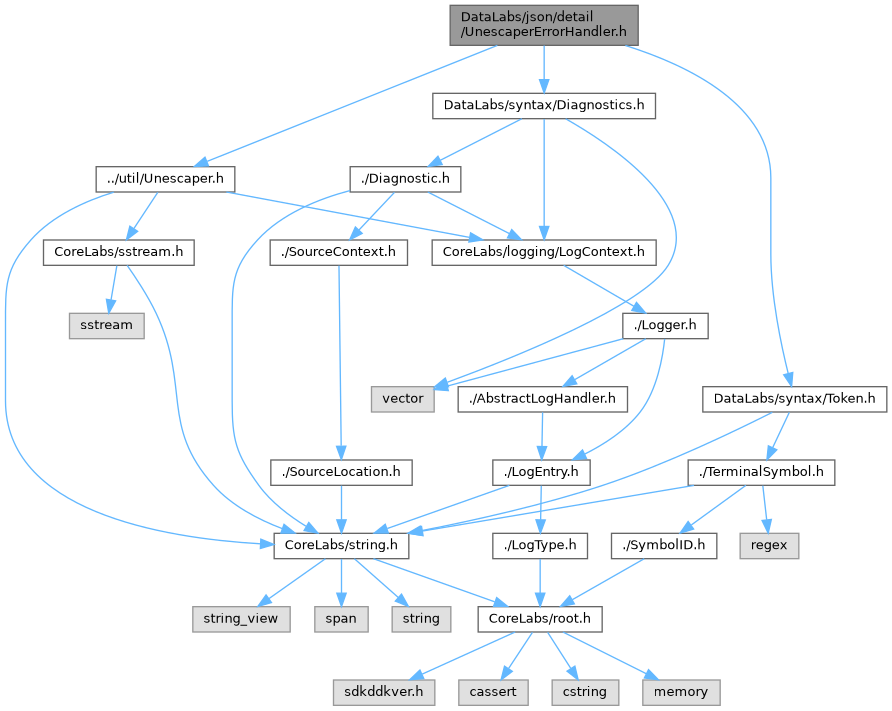 DataLabs/json/detail
/UnescaperErrorHandler.h
DataLabs/syntax/Diagnostics.h
../util/Unescaper.h
./Diagnostic.h
CoreLabs/sstream.h
./SourceContext.h
CoreLabs/logging/LogContext.h
sstream
./Logger.h
vector
./AbstractLogHandler.h
DataLabs/syntax/Token.h
./SourceLocation.h
./LogEntry.h
./TerminalSymbol.h
CoreLabs/string.h
./LogType.h
./SymbolID.h
regex
string_view
span
string
CoreLabs/root.h
sdkddkver.h
cassert
cstring
memory